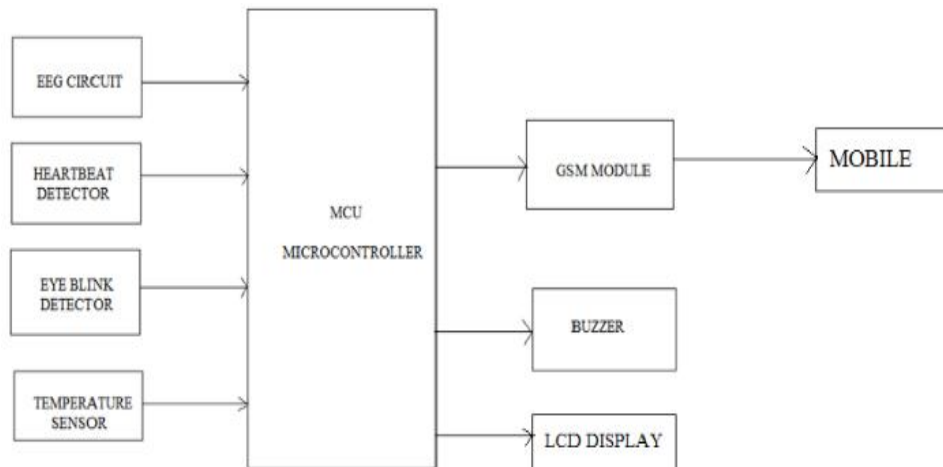 EEG CIRCUIT
HEARTBEAT
DETECTOR
EYE BLINK
DETECTOR
TEMPERATURE
SENSOR
MCU
MICROCONTROLLER
GSM MODULE
MOBILE
BUZZER
LCD DISPLAY